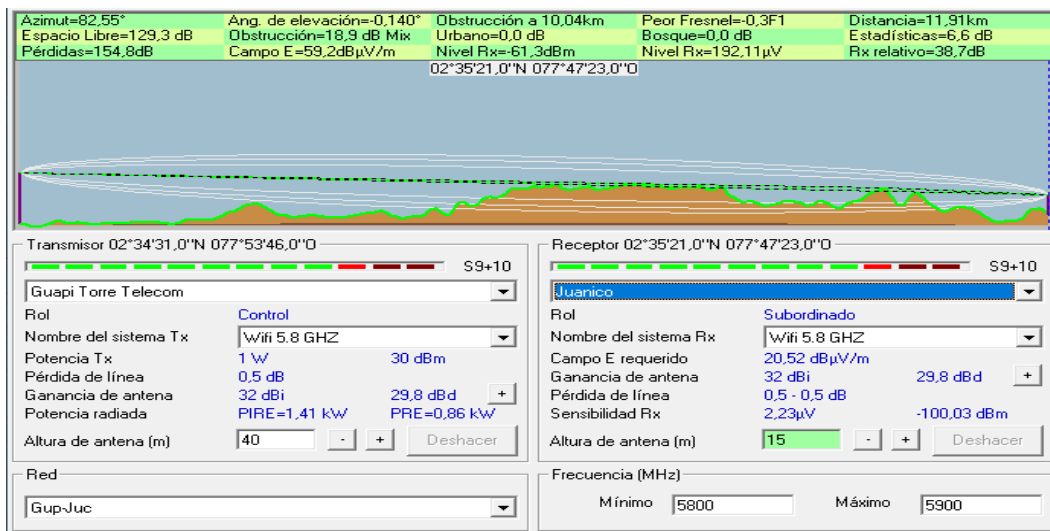 Azimut=82,55° Ang. de elevación=-0,140° Obstrucción a 10,04km Peor Fresnel=-0,3F1 Distancia=11,91km
Espacio Libre=129,3 dB Obstrucción=18,9 dB Mix Urbano=0,0 dB Bosque=0,0 dB Estadísticas=6,6 dB
Pérdidas=154,8dB Campo E=59,2dBµV/m Nivel Rx=-61,3dBm Nivel Rx=192,11µV Rx relativo=38,7dB
02°35'21,0''N 077°47'23,0''O
Transmisor 02°34'31,0''N 077°53'46,0''O
S9+10
Guapi Torre Telecom
Rol Control
Nombre del sistema Tx Wifi 5.8 GHZ
Potencia Tx 1 W 30 dBm
Pérdida de línea 0,5 dB
Ganancia de antena 32 dBi 29,8 dBd +
Potencia radiada PIRE=1,41 kW PRE=0,86 kW
Altura de antena (m) 40 - + Deshacer
Red
Gup-Juc
Receptor 02°35'21,0''N 077°47'23,0''O
S9+10
Juanico
Rol Subordinado
Nombre del sistema Rx Wifi 5.8 GHZ
Campo E requerido 20,52 dBµV/m
Ganancia de antena 32 dBi 29,8 dBd +
Pérdida de línea 0,5 - 0,5 dB
Sensibilidad Rx 2,23µV -100,03 dBm
Altura de antena (m) 15 - + Deshacer
Frecuencia (MHz)
Mínimo 5800 Máximo 5900